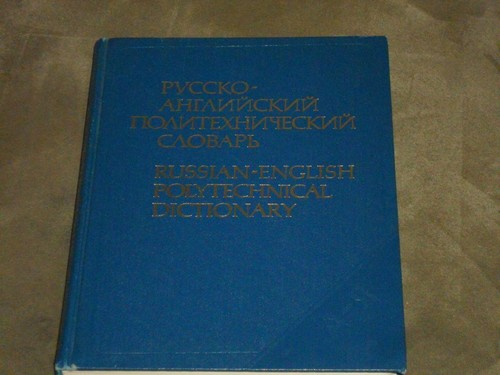 РУССКО-
АНГЛИЙСКИЙ
ПОЛИТЕХНИЧЕСКИЙ
СЛОВАРЬ
RUSSIAN-ENGLISH
POLYTECHNICAL
DICTIONARY